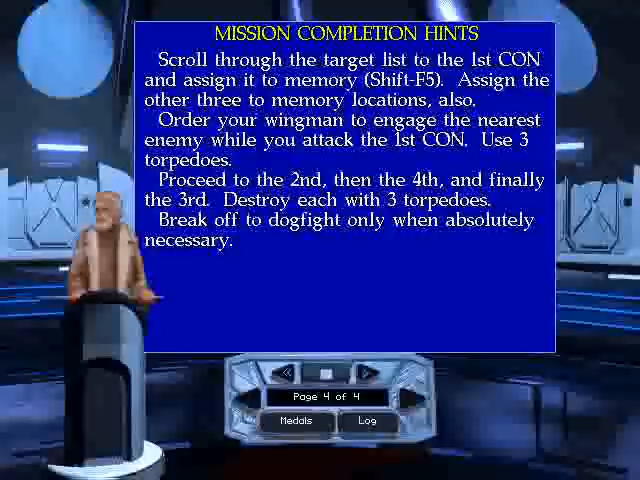 MISSION COMPLETION HINTS
Scroll through the target list to the 1st CON
and assign it to memory (Shift-F5). Assign the
other three to memory locations, also.
Order your wingman to engage the nearest
enemy while you attack the 1st CON. Use 3
torpedoes.
Proceed to the 2nd, then the 4th, and finally
the 3rd. Destroy each with 3 torpedoes.
Break off to dogfight only when absolutely
necessary.
Page 4 of 4
Medals
Log